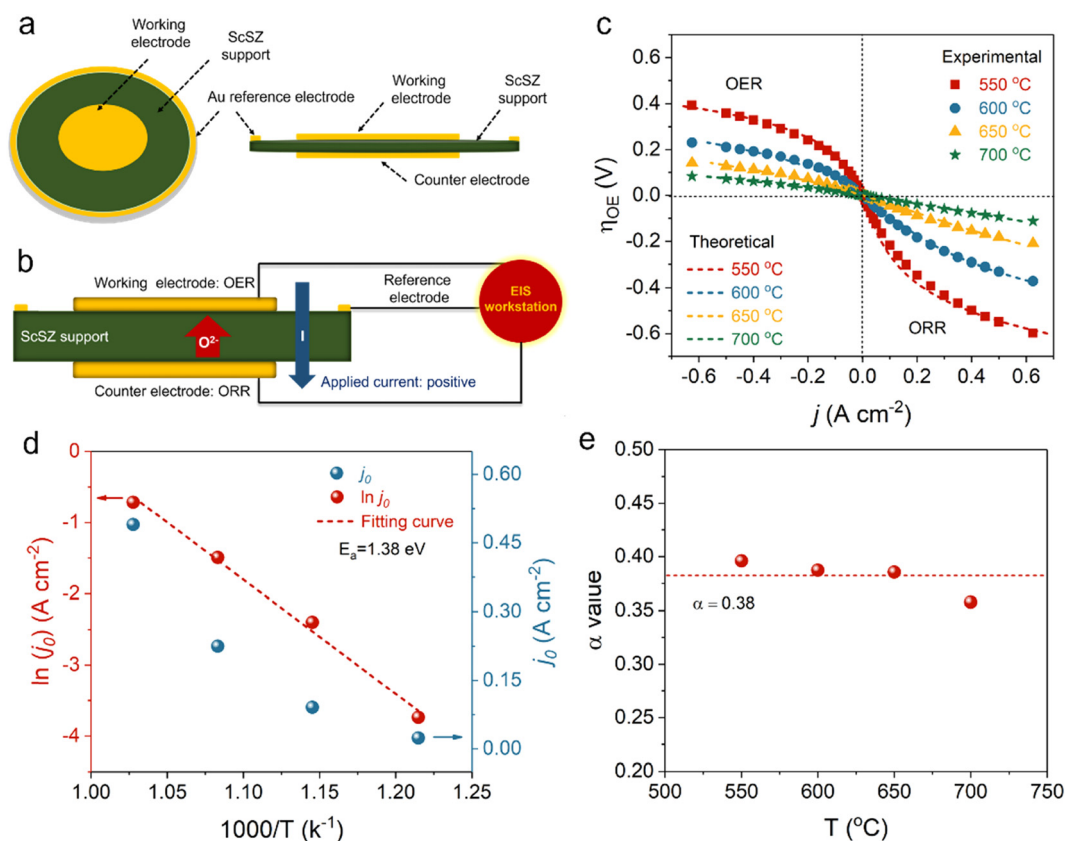 a
Working
electrode
ScSZ
support
Au reference electrode
Working
electrode
ScSZ
support
Counter electrode
b
Working electrode: OER
Reference
electrode
EIS
workstation
ScSZ support
O2-
I
Applied current: positive
Counter electrode: ORR
c
0.6
0.4
0.2
0.0
-0.2
-0.4
-0.6
ηOE (V)
OER
Experimental
550 °C
600 °C
650 °C
700 °C
Theoretical
550 °C
600 °C
650 °C
700 °C
ORR
-0.6 -0.4 -0.2 0.0 0.2 0.4 0.6
j (A cm-2)
d
0
-1
-2
-3
-4
ln (j0) (A cm-2)
j0
ln j0
Fitting curve
Ea=1.38 eV
0.60
0.45
0.30
0.15
0.00
j0 (A cm-2)
1.00 1.05 1.10 1.15 1.20 1.25
1000/T (k-1)
e
0.50
0.45
0.40
0.35
0.30
0.25
0.20
α value
α = 0.38
500 550 600 650 700 750
T (°C)